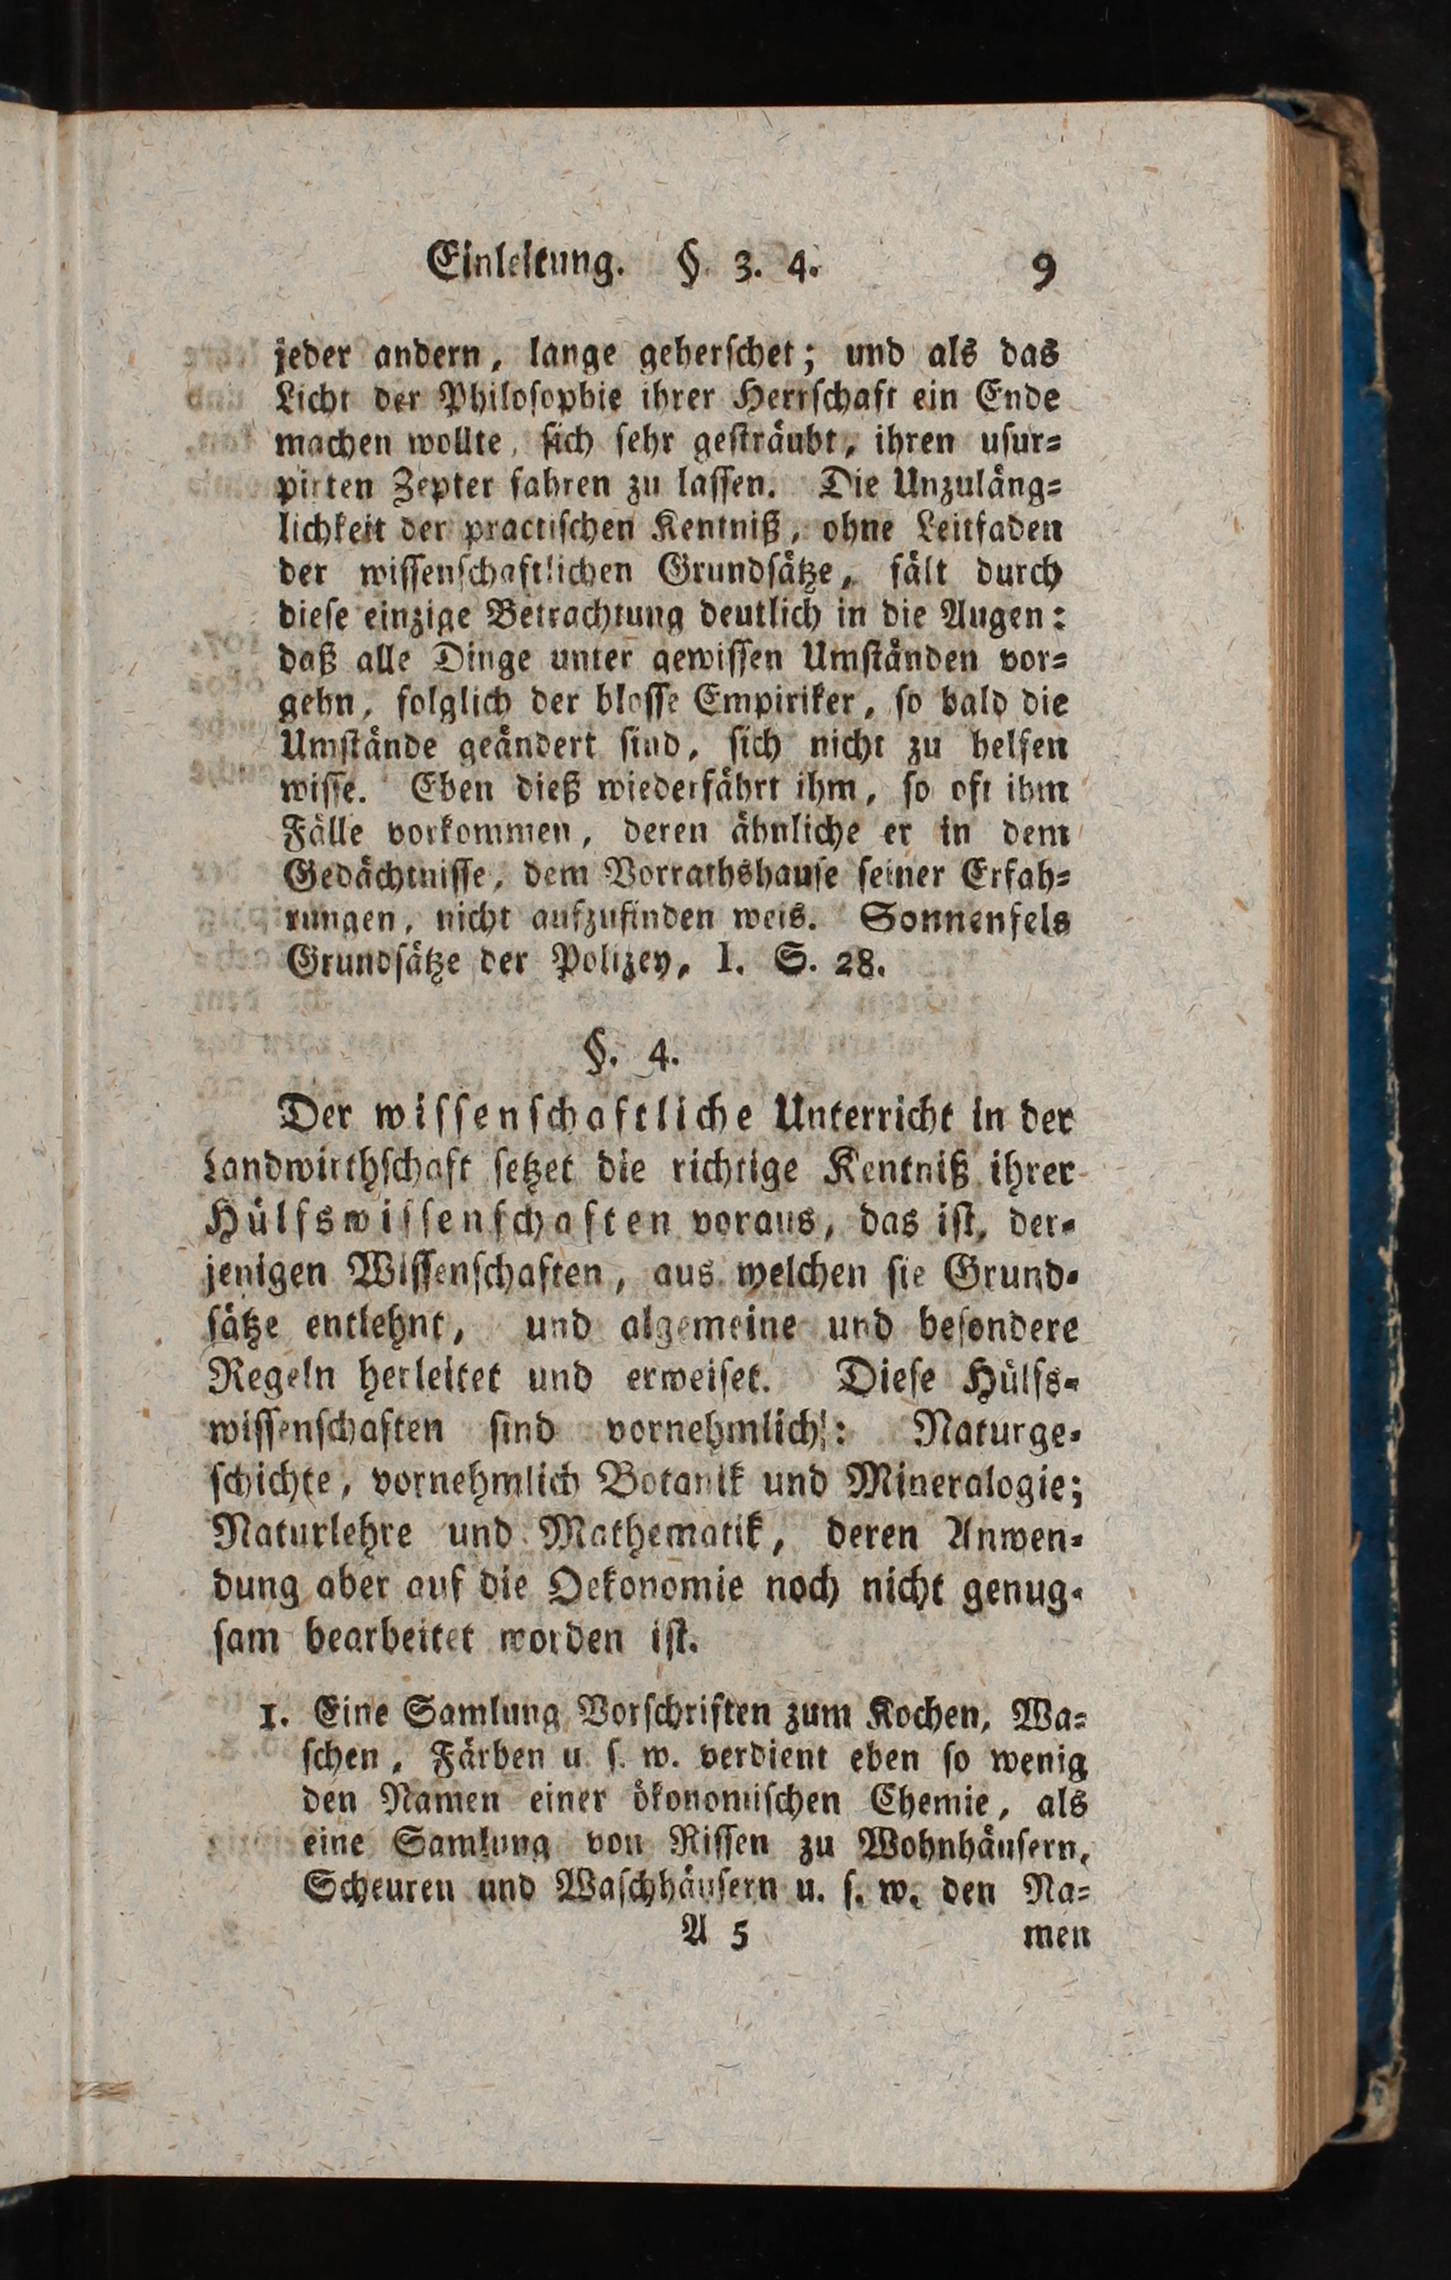 Einleitung. §. 3. 4. 9
jeder andern, lange geherſchet; und als das
Licht der Philoſophie ihrer Herrſchaft ein Ende
machen wollte, ſich ſehr geſträubt, ihren uſur=
pirten Zepter fahren zu laſſen. Die Unzuläng=
lichkeit der practiſchen Kentniß, ohne Leitfaden
der wiſſenſchaftlichen Grundſätze, fält durch
dieſe einzige Betrachtung deutlich in die Augen:
daß alle Dinge unter gewiſſen Umſtänden vor=
gehn, folglich der bloſſe Empiriker, ſo bald die
Umſtände geändert ſind, ſich nicht zu helfen
wiſſe. Eben dieß wiederfährt ihm, ſo oft ihm
Fälle vorkommen, deren ähnliche er in dem
Gedächtniſſe, dem Vorrathshauſe ſeiner Erfah=
rungen, nicht aufzufinden weis. Sonnenfels
Grundſätze der Polizey, I. S. 28.
§. 4.
Der wiſſenſchaftliche Unterricht in der
Landwirthſchaft ſetzet die richtige Kentniß ihrer
Hülfswiſſenſchaften voraus, das iſt, der=
jenigen Wiſſenſchaften, aus welchen ſie Grund=
ſätze entlehnt, und algemeine und beſondere
Regeln herleitet und erweiſet. Dieſe Hülfs=
wiſſenſchaften ſind vornehmlich: Naturge=
ſchichte, vornehmlich Botanik und Mineralogie;
Naturlehre und Mathematik, deren Anwen=
dung aber auf die Oekonomie noch nicht genug=
ſam bearbeitet worden iſt.
1. Eine Samlung Vorſchriften zum Kochen, Wa=
ſchen, Färben u. ſ. w. verdient eben ſo wenig
den Namen einer ökonomiſchen Chemie, als
eine Samlung von Riſſen zu Wohnhäuſern,
Scheuren und Waſchhäuſern u. ſ. w. den Na=
A 5 men